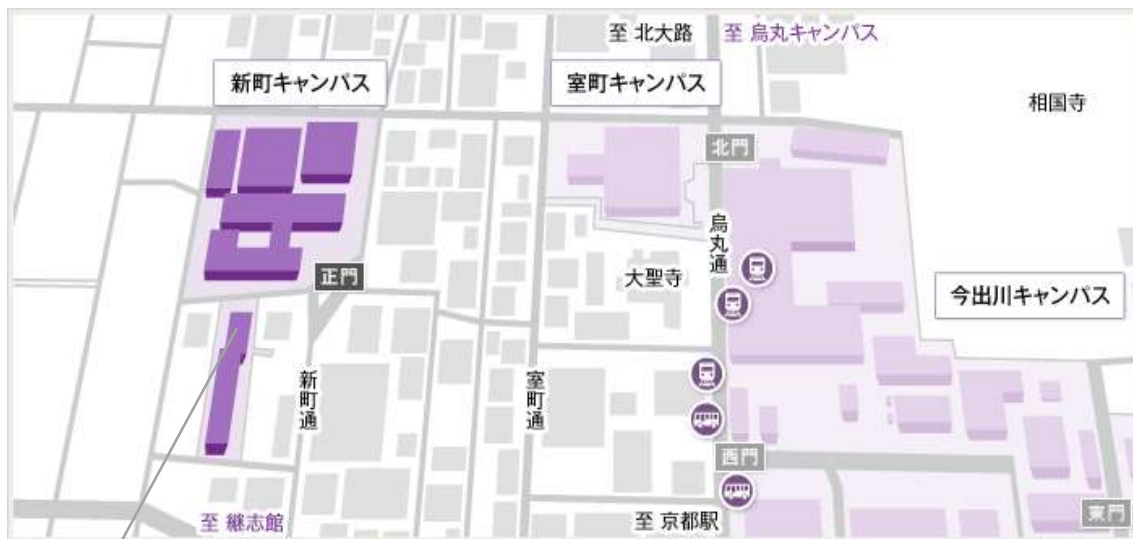 至 北大路
至 烏丸キャンパス
新町キャンパス
室町キャンパス
相国寺
北門
烏丸通
大聖寺
正門
今出川キャンパス
新町通
室町通
西門
至 継志館
至 京都駅
東門